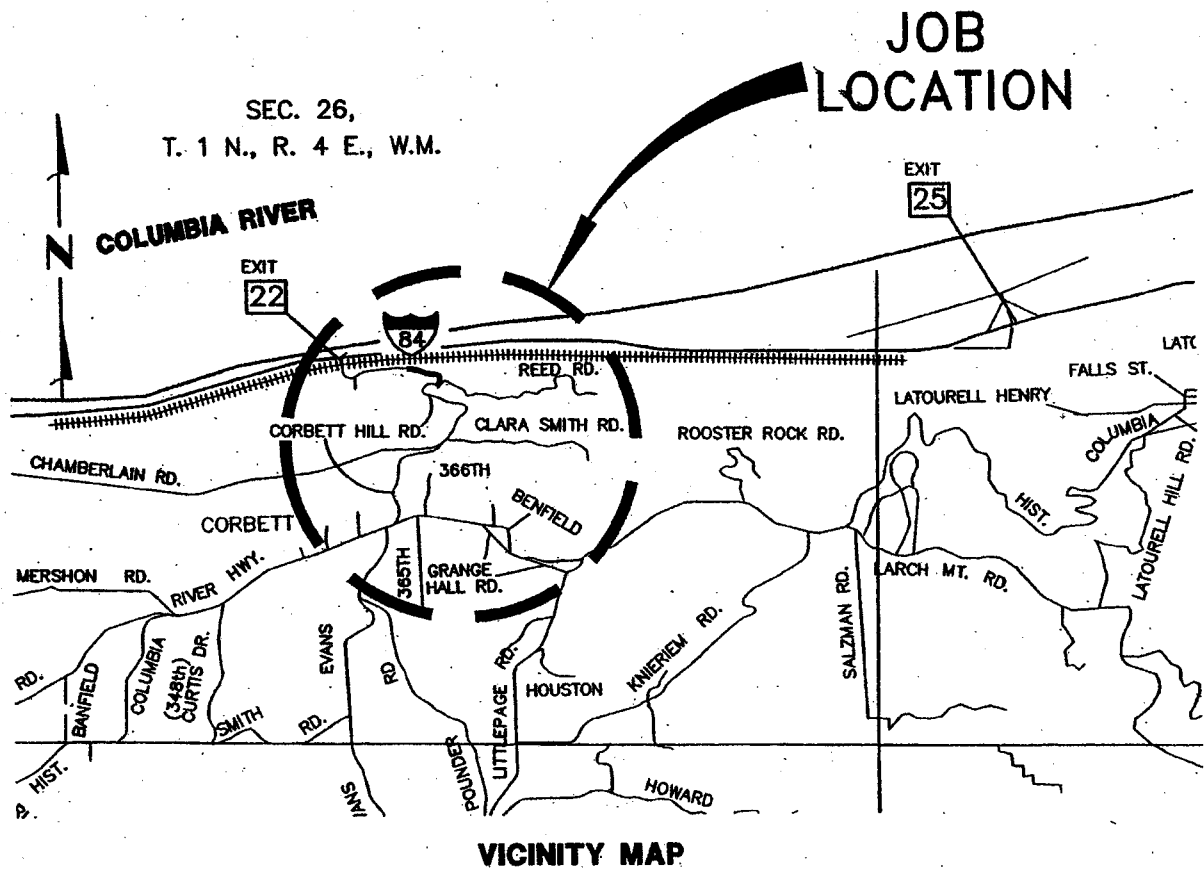 JOB
LOCATION
SEC. 26,
T. 1 N., R. 4 E., W.M.
EXIT
25
N
COLUMBIA RIVER
EXIT
22
84
REED RD.
LATC
FALLS ST.
LATOURELL HENRY
COLUMBIA
CORBETT HILL RD.
CLARA SMITH RD.
ROOSTER ROCK RD.
CHAMBERLAIN RD.
366TH
BENFIELD
HIST.
LATOURELL HILL RD.
CORBETT
MERSHON RD.
RIVER HWY.
365TH
GRANGE
HALL RD.
LARCH MT. RD.
SALZMAN RD.
KNIERIEM RD.
EVANS
RD
LITTLEPAGE RD.
HOUSTON
RD.
BANFIELD
COLUMBIA
(348th)
CURTIS DR.
SMITH RD.
HIST.
POUNDER
HOWARD
VANS
VICINITY MAP